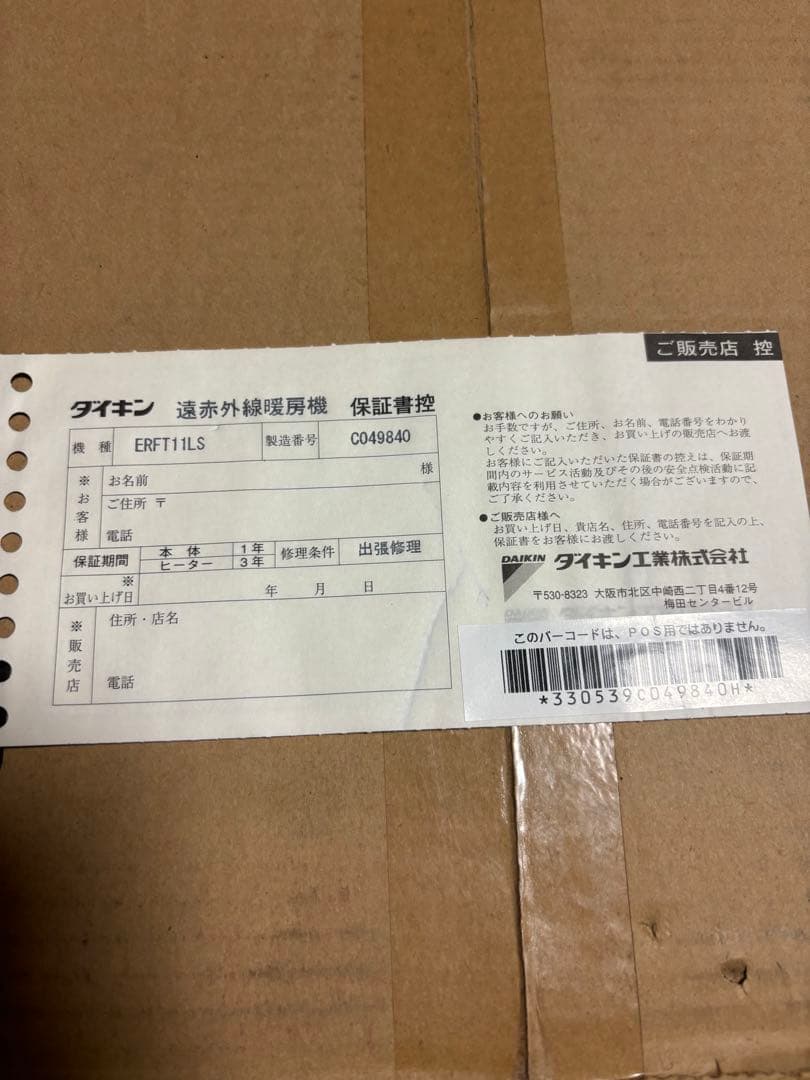 ご販売店 控
ダイキン 遠赤外線暖房機 保証書控
機種 ERFT11LS 製造番号 C049840
※お客様
お名前 様
ご住所 〒
電話
保証期間 本体 1年 ヒーター 3年 修理条件 出張修理
※お買い上げ日 年 月 日
※販売店
住所・店名
電話
●お客様へのお願い
お手数ですが、ご住所、お名前、電話番号をわかり
やすくご記入いただき、お買い上げの販売店へお渡
しください。
お客様にご記入いただいた保証書の控えは、保証期
間内のサービス活動及びその後の安全点検活動に記
載内容を利用させていただく場合がございますので、
ご了承ください。
●ご販売店様へ
お買い上げ日、貴店名、住所、電話番号を記入の上、
保証書をお客様にお渡しください。
DAIKIN ダイキン工業株式会社
〒530-8323 大阪市北区中崎西二丁目4番12号
梅田センタービル
このバーコードは、POS用ではありません。
*330539C049840H*